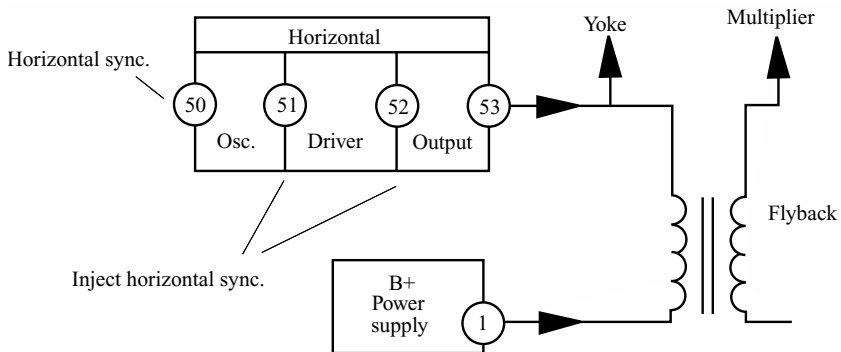 Yoke
Multiplier
Horizontal
Horizontal sync.
50
51
52
53
Osc.
Driver
Output
Flyback
Inject horizontal sync.
B+
Power
supply
1